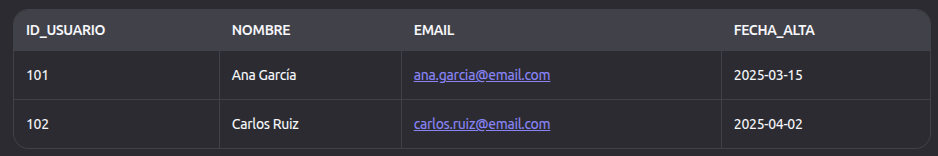 ID_USUARIO NOMBRE EMAIL FECHA_ALTA
101 Ana García ana.garcia@email.com 2025-03-15
102 Carlos Ruiz carlos.ruiz@email.com 2025-04-02